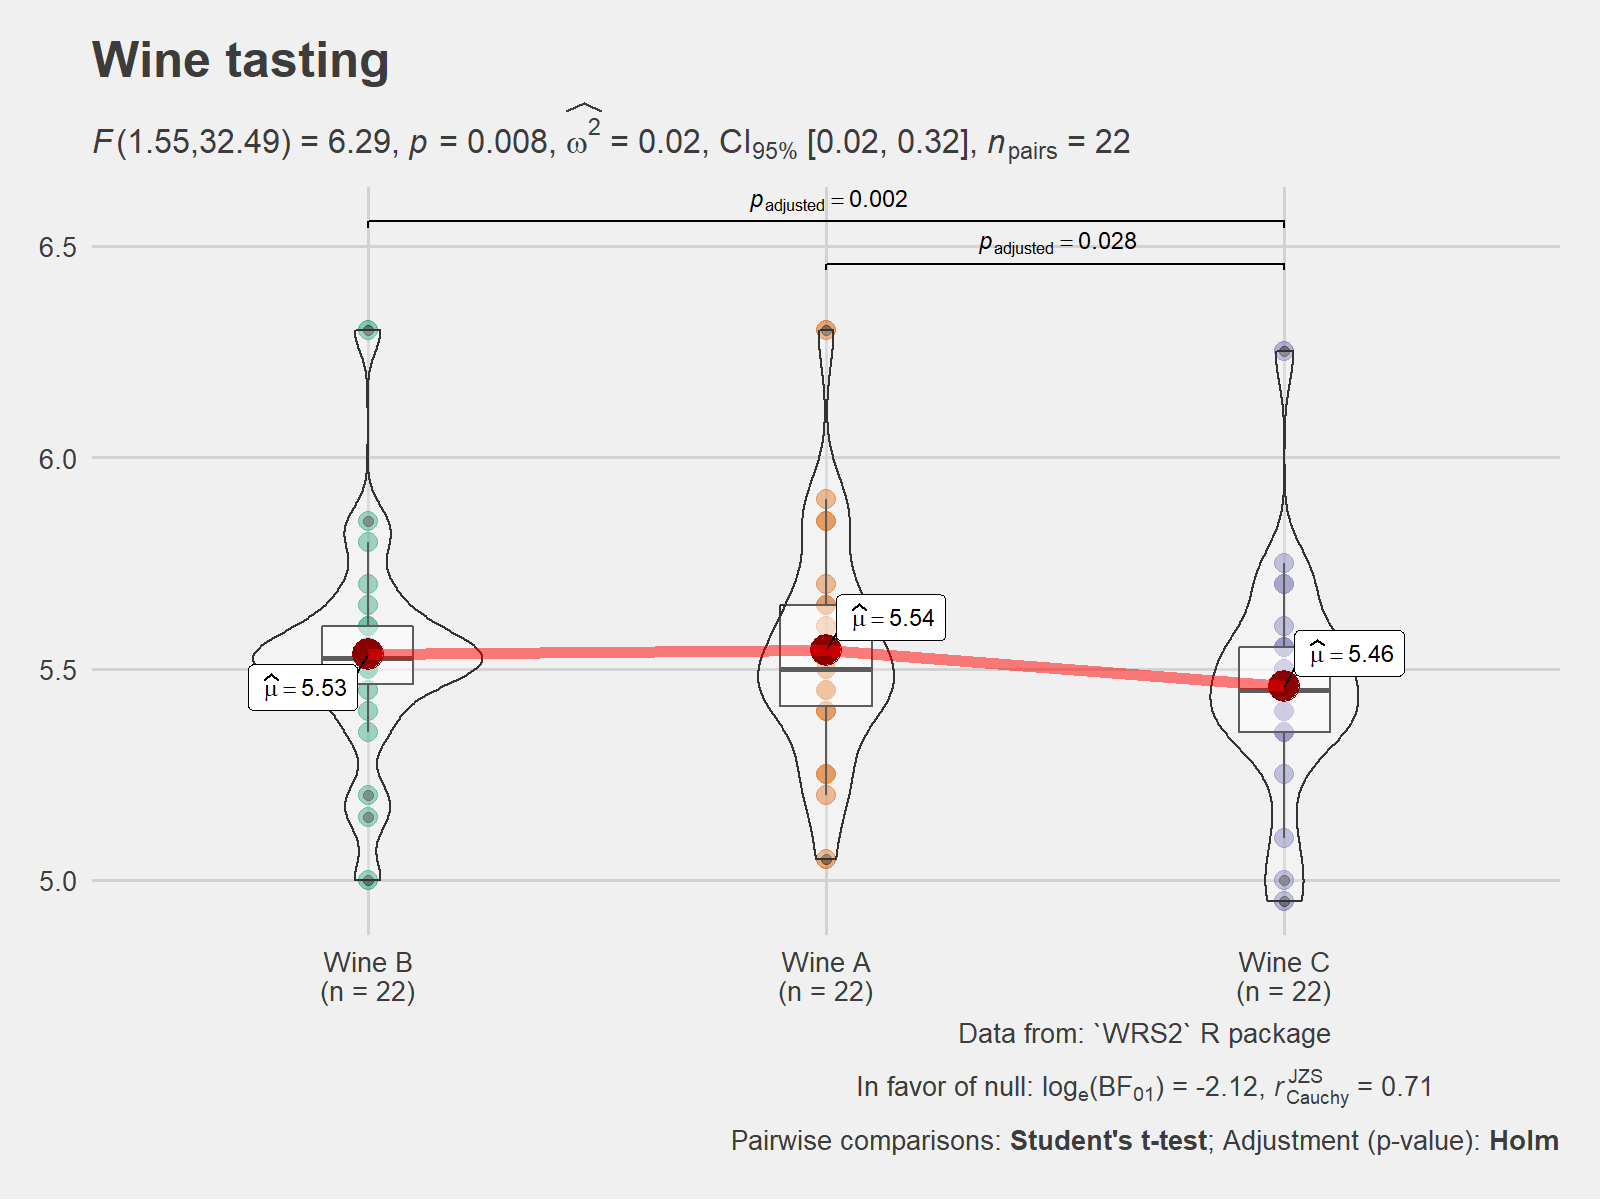 Wine tasting
F(1.55,32.49) = 6.29, p = 0.008, ω̂² = 0.02, CI95% [0.02, 0.32], npairs = 22
padjusted = 0.002
padjusted = 0.028
6.5
6.0
5.5
5.0
μ̂ = 5.53
μ̂ = 5.54
μ̂ = 5.46
Wine B
(n = 22)
Wine A
(n = 22)
Wine C
(n = 22)
Data from: `WRS2` R package
In favor of null: loge(BF01) = -2.12, rJZSCauchy = 0.71
Pairwise comparisons: Student's t-test; Adjustment (p-value): Holm